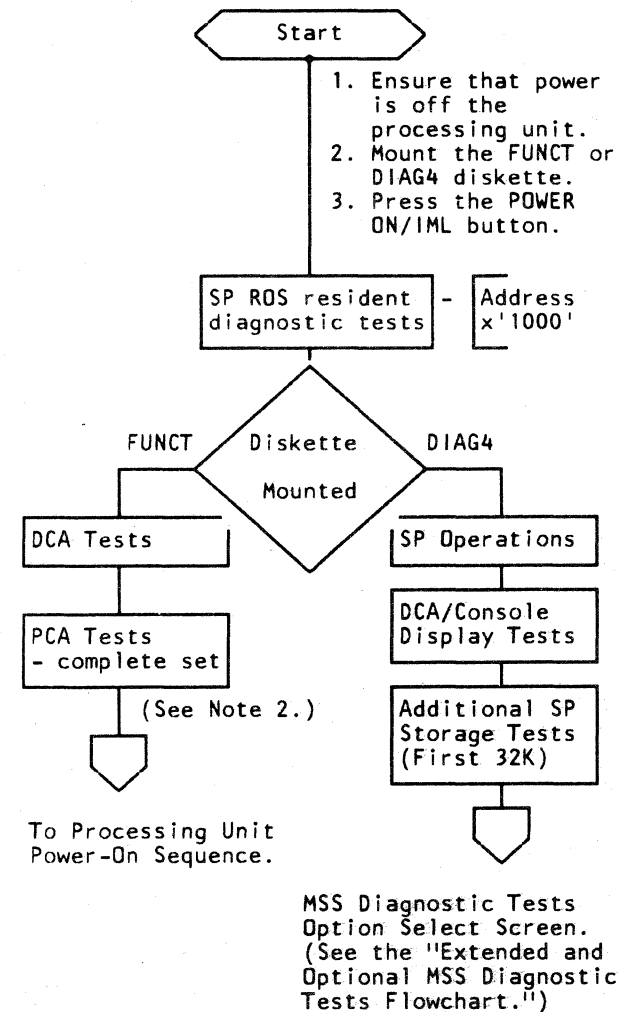 Start
1. Ensure that power
is off the
processing unit.
2. Mount the FUNCT or
DIAG4 diskette.
3. Press the POWER
ON/IML button.
SP ROS resident
diagnostic tests
-
Address
x'1000'
FUNCT
Diskette
Mounted
DIAG4
DCA Tests
PCA Tests
- complete set
(See Note 2.)
To Processing Unit
Power-On Sequence.
SP Operations
DCA/Console
Display Tests
Additional SP
Storage Tests
(First 32K)
MSS Diagnostic Tests
Option Select Screen.
(See the "Extended and
Optional MSS Diagnostic
Tests Flowchart.")